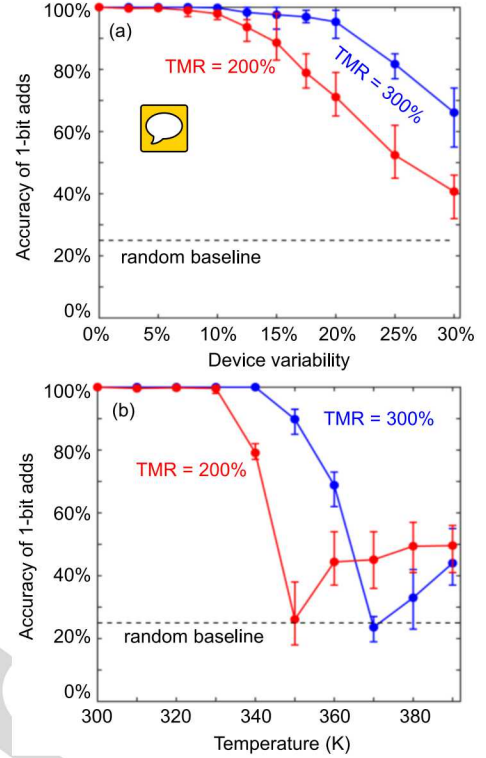 100%
(a)
80%
TMR = 200%
TMR = 300%
60%
40%
20%
random baseline
0%
Accuracy of 1-bit adds
0% 5% 10% 15% 20% 25% 30%
Device variability
100%
(b)
TMR = 300%
80%
TMR = 200%
60%
40%
20%
random baseline
0%
Accuracy of 1-bit adds
300 320 340 360 380
Temperature (K)